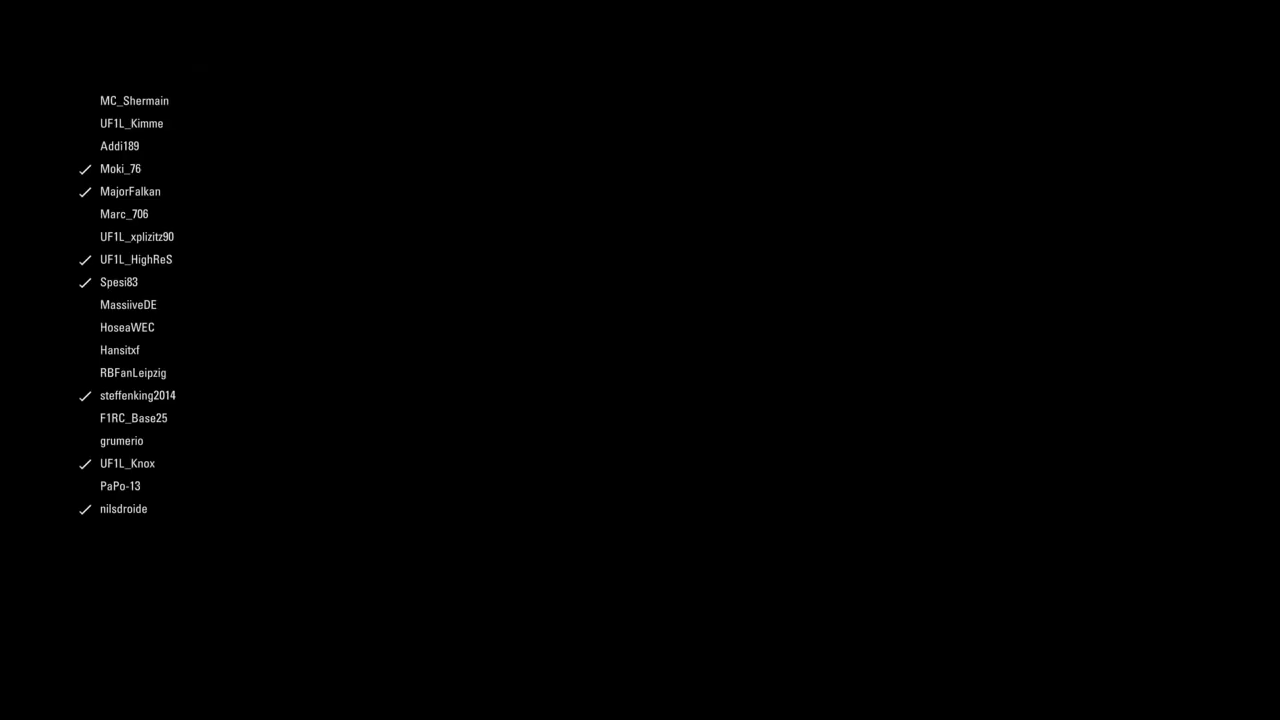 MC_Shermain
UF1L_Kimme
Addi189
✓ Moki_76
✓ MajorFalkan
Marc_706
UF1L_xplizitz90
✓ UF1L_HighReS
✓ Spesi83
MassiiveDE
HoseaWEC
Hansitxf
RBFanLeipzig
✓ steffenking2014
F1RC_Base25
grumerio
✓ UF1L_Knox
PaPo-13
✓ nilsdroide